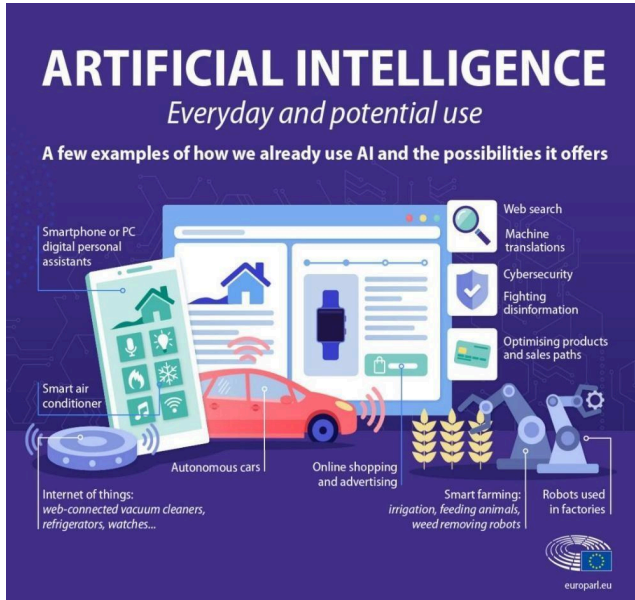 ARTIFICIAL INTELLIGENCE
Everyday and potential use
A few examples of how we already use AI and the possibilities it offers
Smartphone or PC
digital personal
assistants
Web search
Machine
translations
Cybersecurity
Fighting
disinformation
Optimising products
and sales paths
Smart air
conditioner
Autonomous cars
Online shopping
and advertising
Internet of things:
web-connected vacuum cleaners,
refrigerators, watches...
Smart farming:
irrigation, feeding animals,
weed removing robots
Robots used
in factories
europarl.eu